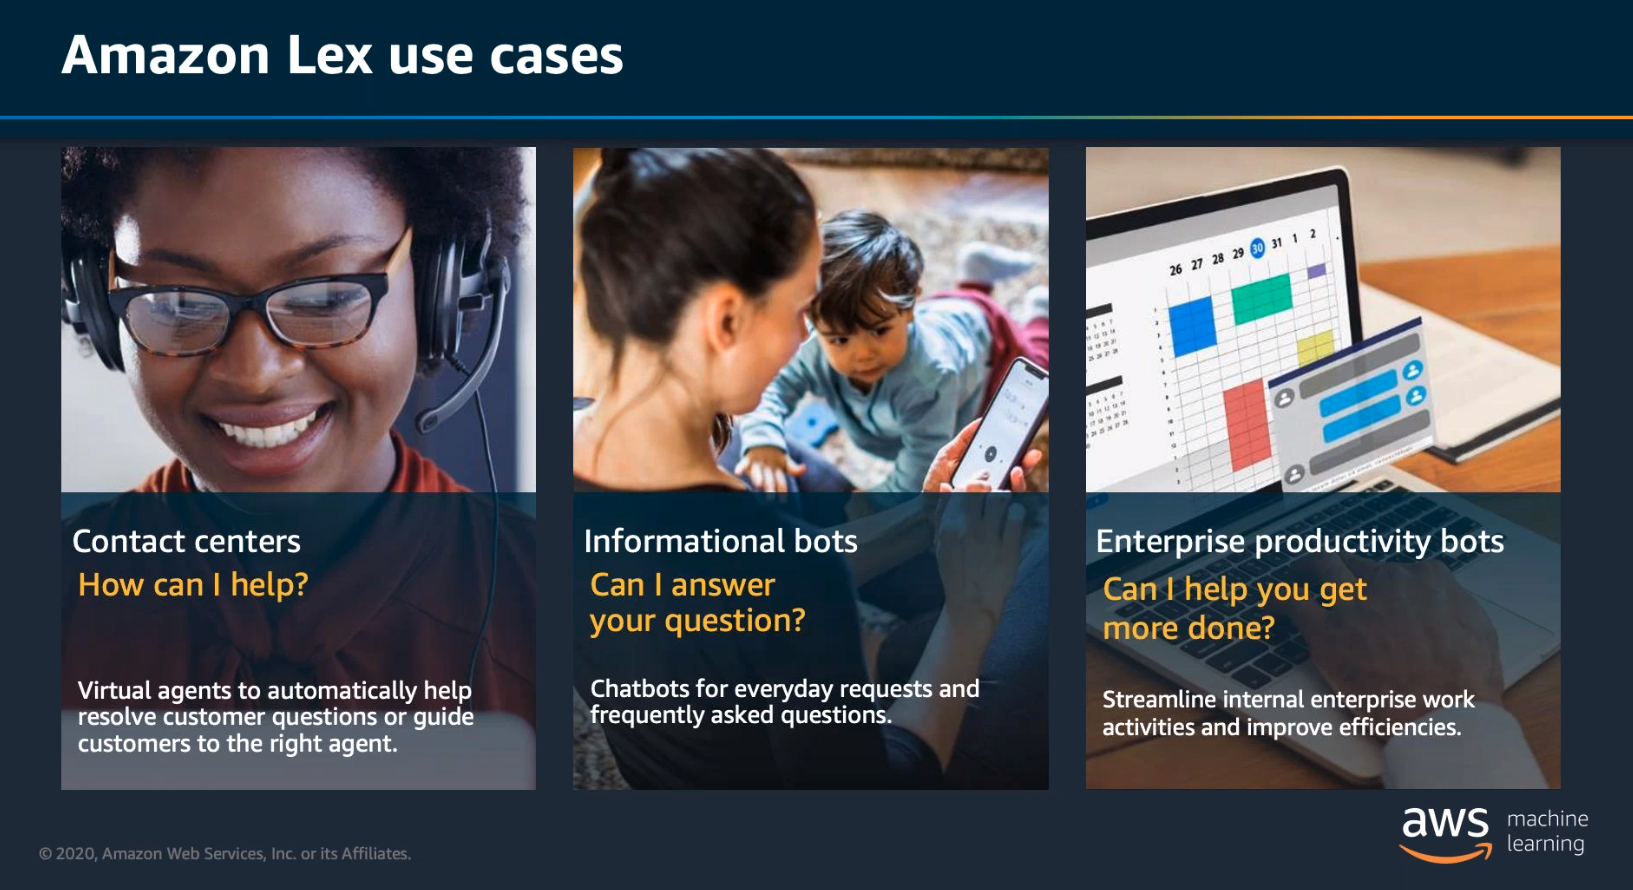 Amazon Lex use cases
26 27 28 29 30 31 1 2
Contact centers
How can I help?
Virtual agents to automatically help
resolve customer questions or guide
customers to the right agent.
Informational bots
Can I answer
your question?
Chatbots for everyday requests and
frequently asked questions.
Enterprise productivity bots
Can I help you get
more done?
Streamline internal enterprise work
activities and improve efficiencies.
© 2020, Amazon Web Services, Inc. or its Affiliates.
aws machine
learning